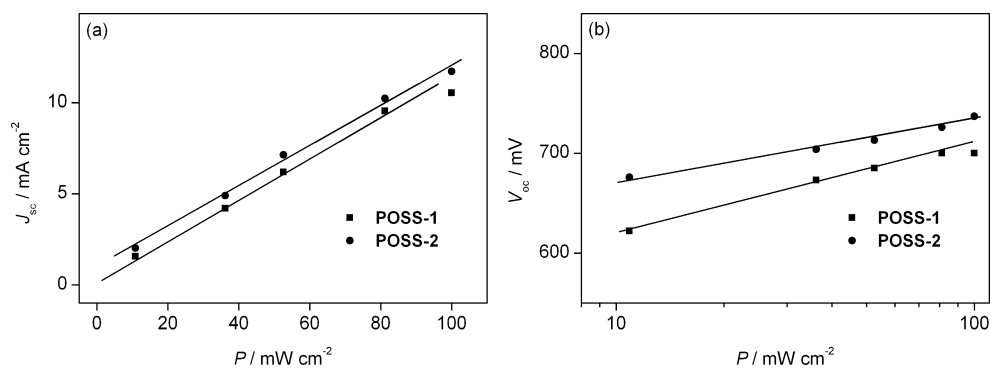 (a)
10
5
0
J_sc / mA cm⁻²
POSS-1
POSS-2
0 20 40 60 80 100
P / mW cm⁻²
(b)
800
700
600
V_oc / mV
POSS-1
POSS-2
10 100
P / mW cm⁻²